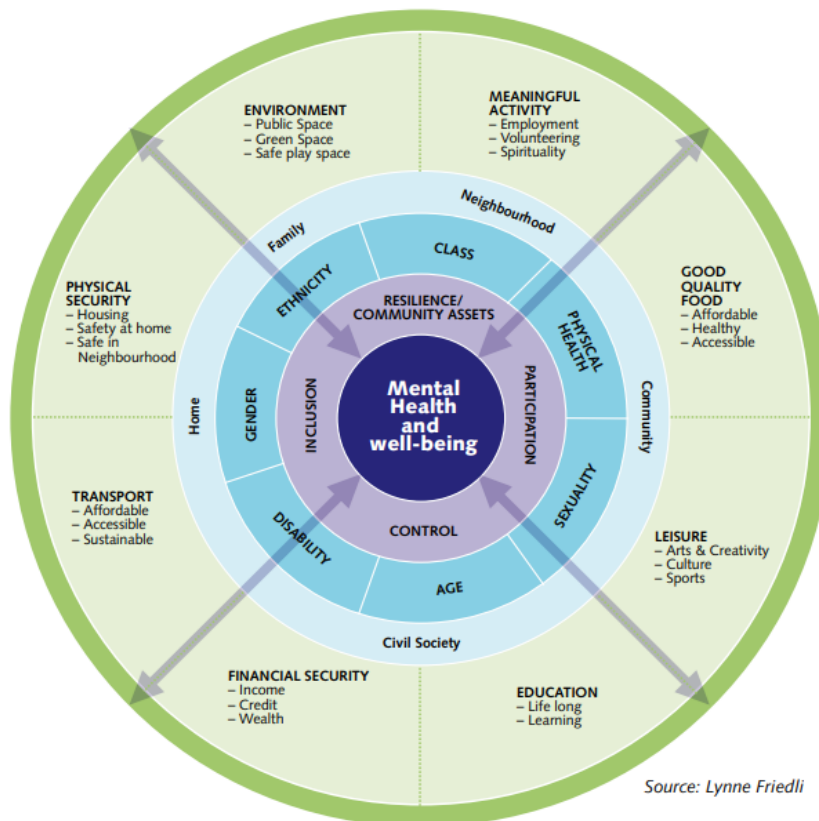 ENVIRONMENT
– Public Space
– Green Space
– Safe play space
MEANINGFUL
ACTIVITY
– Employment
– Volunteering
– Spirituality
PHYSICAL
SECURITY
– Housing
– Safety at home
– Safe in
Neighbourhood
GOOD
QUALITY
FOOD
– Affordable
– Healthy
– Accessible
Family
Neighbourhood
Home
Community
Civil Society
ETHNICITY
CLASS
PHYSICAL
HEALTH
GENDER
SEXUALITY
DISABILITY
AGE
RESILIENCE/
COMMUNITY ASSETS
INCLUSION
PARTICIPATION
CONTROL
Mental
Health
and
well-being
TRANSPORT
– Affordable
– Accessible
– Sustainable
LEISURE
– Arts & Creativity
– Culture
– Sports
FINANCIAL SECURITY
– Income
– Credit
– Wealth
EDUCATION
– Life long
– Learning
Source: Lynne Friedli